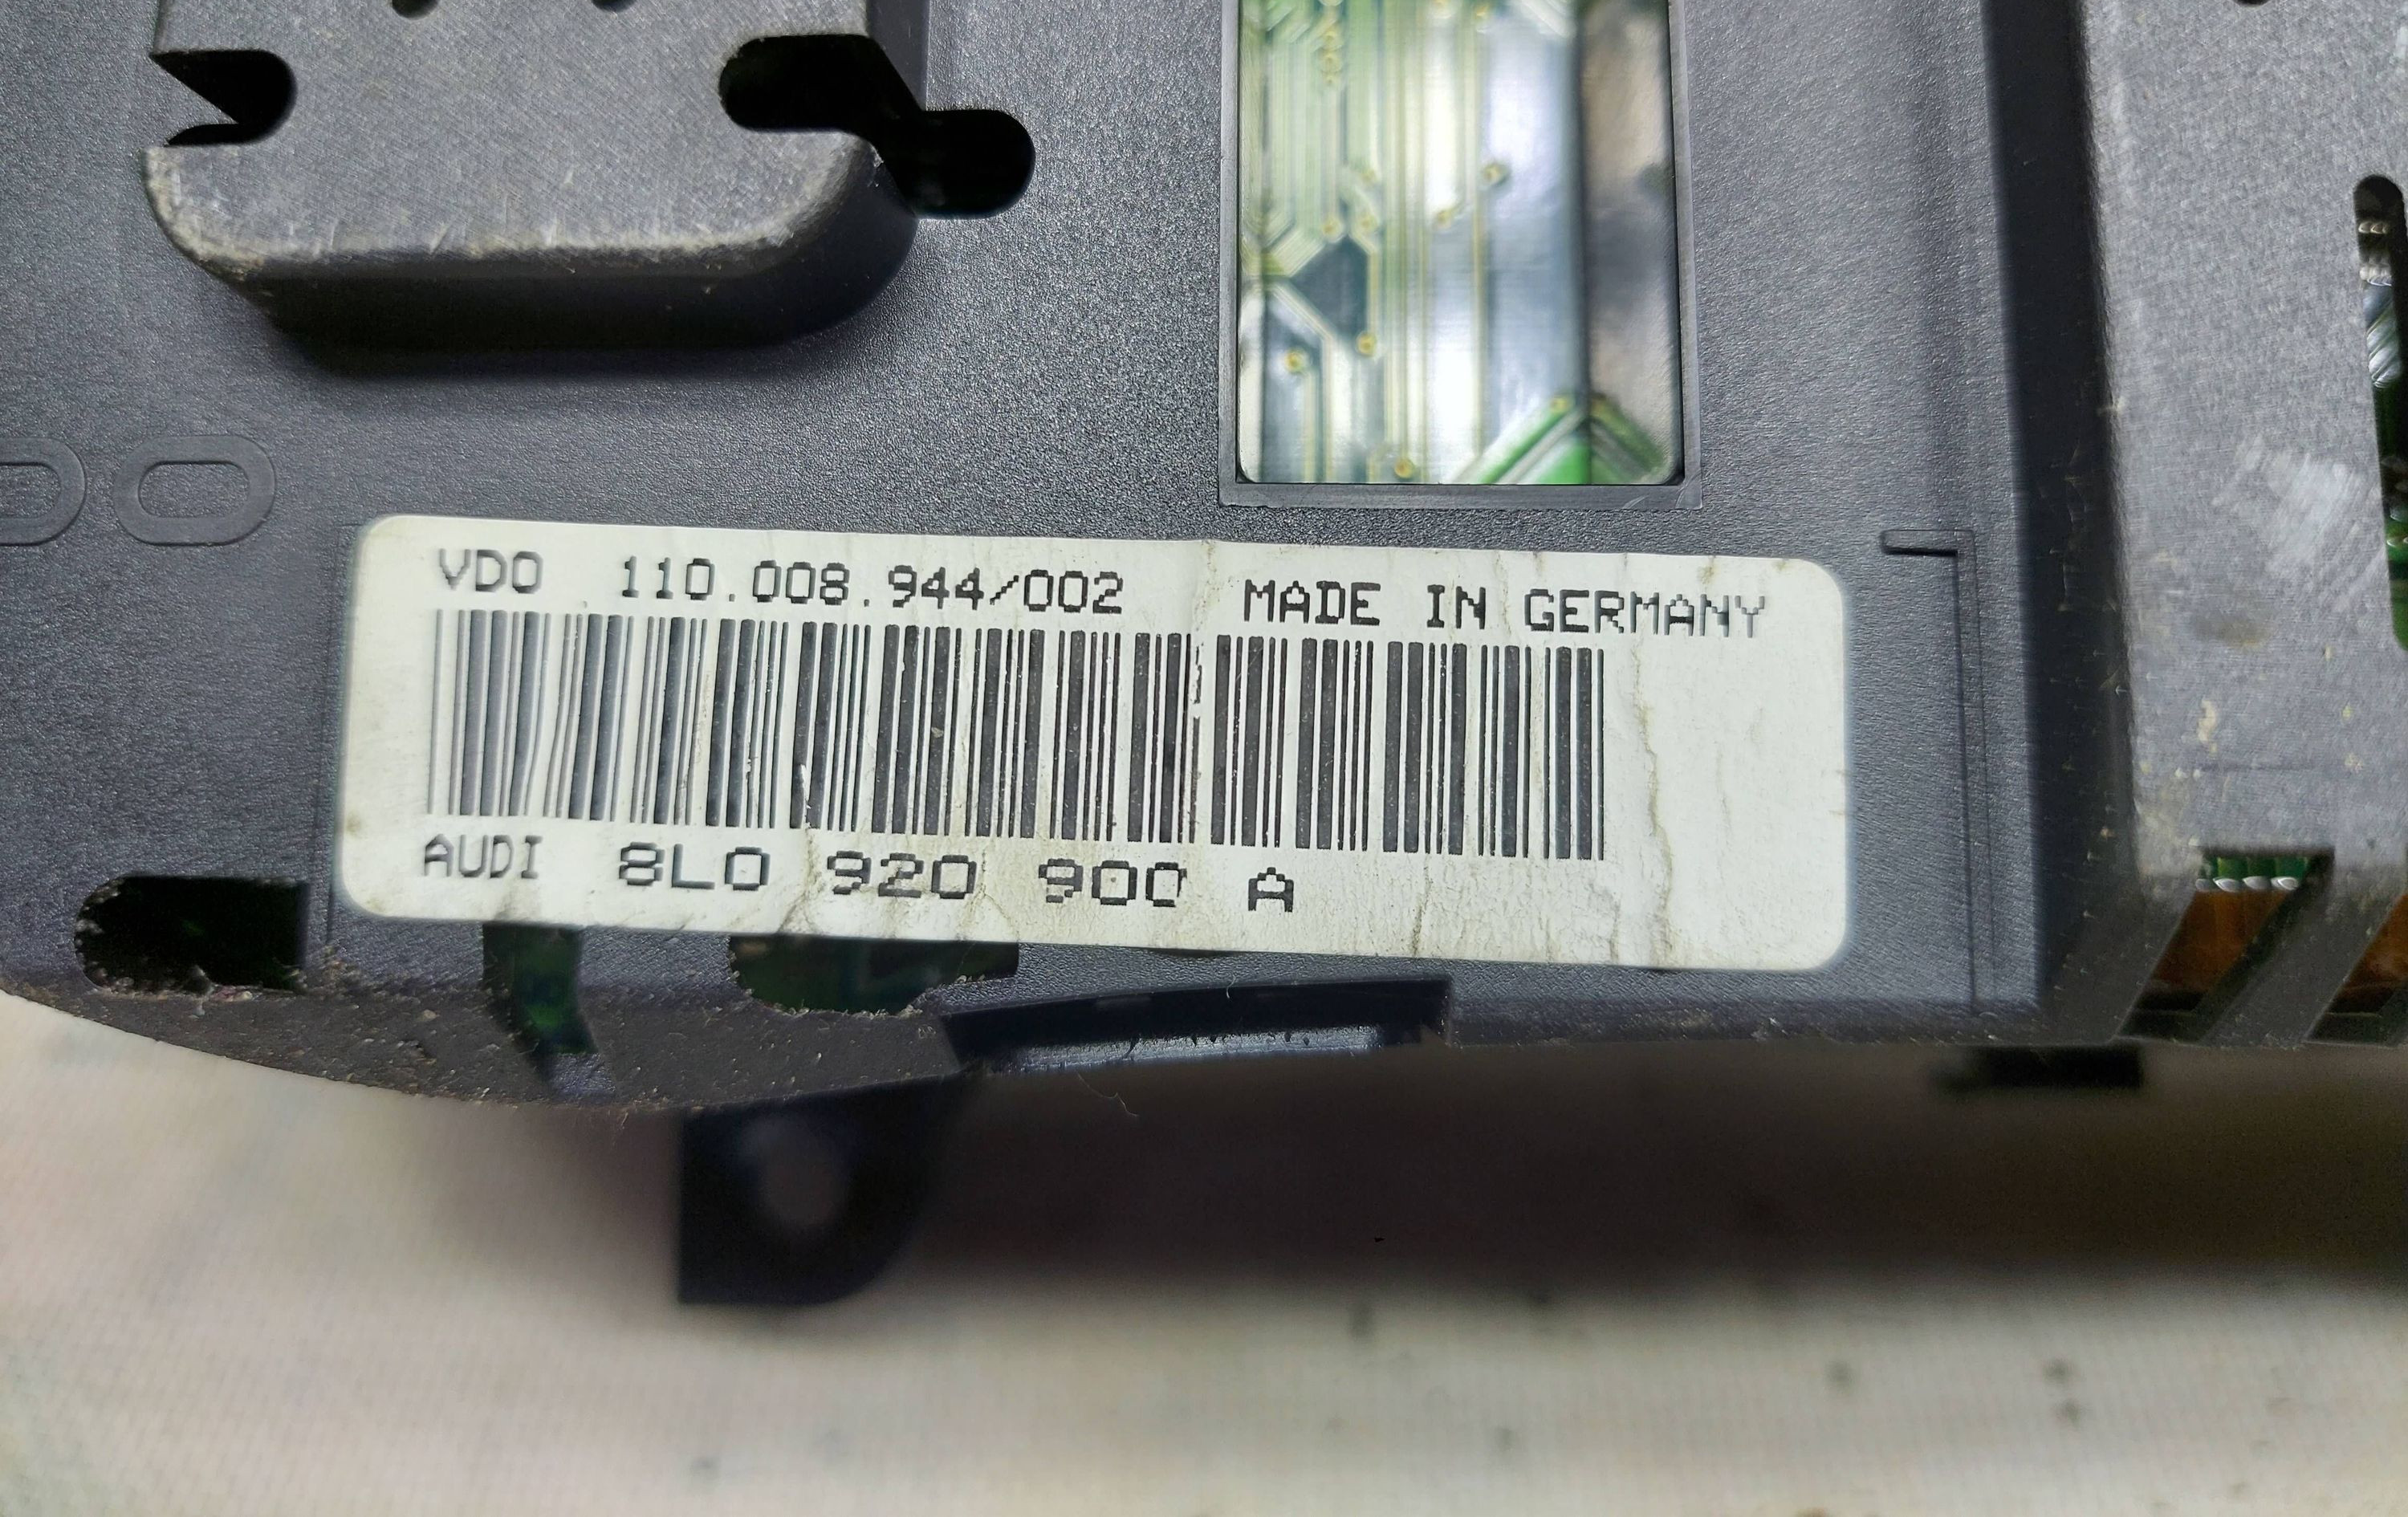 VDO 110.008.944/002 MADE IN GERMANY
AUDI 8L0 920 900 A